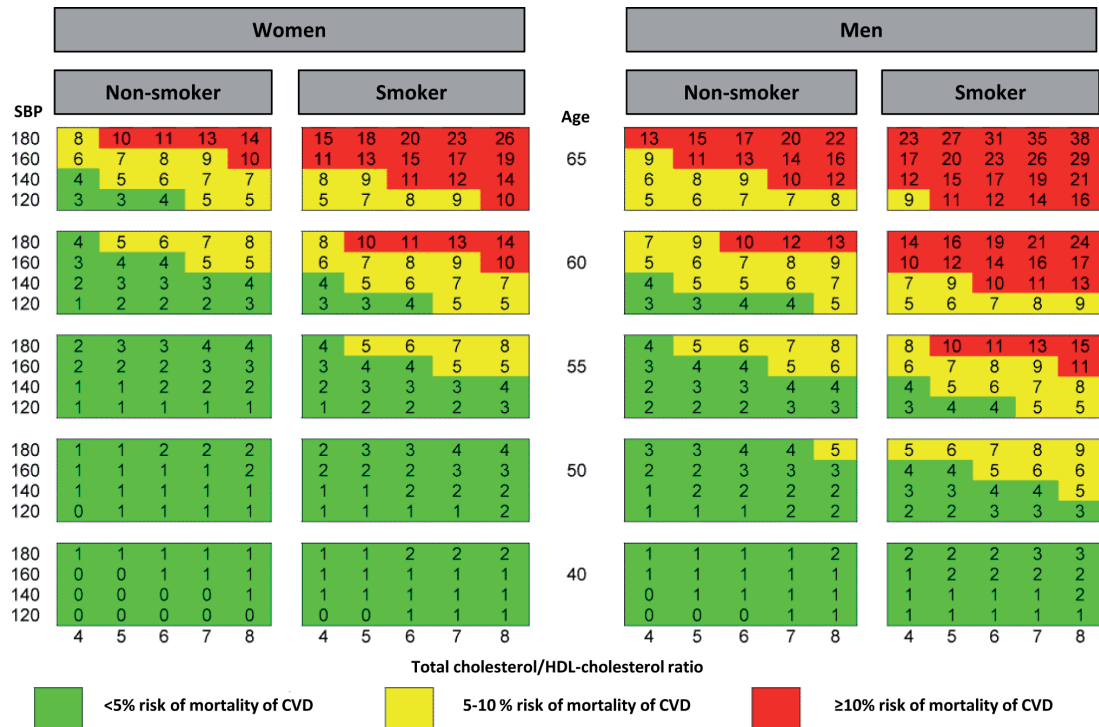 Women Men
Non-smoker Smoker Non-smoker Smoker
SBP Age
180 8 10 11 13 14 15 18 20 23 26 13 15 17 20 22 23 27 31 35 38
160 6 7 8 9 10 11 13 15 17 19 65 9 11 13 14 16 17 20 23 26 29
140 4 5 6 7 7 8 9 11 12 14 6 8 9 10 12 12 15 17 19 21
120 3 3 4 5 5 5 7 8 9 10 5 6 7 7 8 9 11 12 14 16
180 4 5 6 7 8 8 10 11 13 14 7 9 10 12 13 14 16 19 21 24
160 3 4 4 5 5 6 7 8 9 10 60 5 6 7 8 9 10 12 14 16 17
140 2 3 3 3 4 4 5 6 7 7 4 5 5 6 7 7 9 10 11 13
120 1 2 2 2 3 3 3 4 5 5 3 3 4 4 5 5 6 7 8 9
180 2 3 3 4 4 4 5 6 7 8 4 5 6 7 8 8 10 11 13 15
160 2 2 2 3 3 3 4 4 5 5 55 3 4 4 5 6 6 7 8 9 11
140 1 1 2 2 2 2 3 3 3 4 2 3 3 4 4 4 5 6 7 8
120 1 1 1 1 1 1 2 2 2 3 2 2 2 3 3 3 4 4 5 5
180 1 1 2 2 2 2 3 3 4 4 3 3 4 4 5 5 6 7 8 9
160 1 1 1 1 2 2 2 2 3 3 50 2 2 3 3 3 4 4 5 6 6
140 1 1 1 1 1 1 1 2 2 2 1 2 2 2 2 3 3 4 4 5
120 0 1 1 1 1 1 1 1 1 2 1 1 1 2 2 2 2 3 3 3
180 1 1 1 1 1 1 1 2 2 2 1 1 1 1 2 2 2 2 3 3
160 0 0 1 1 1 1 1 1 1 1 40 1 1 1 1 1 1 2 2 2 2
140 0 0 0 0 1 1 1 1 1 1 0 1 1 1 1 1 1 1 1 2
120 0 0 0 0 0 0 0 1 1 1 0 0 0 1 1 1 1 1 1 1
4 5 6 7 8 4 5 6 7 8 4 5 6 7 8 4 5 6 7 8
Total cholesterol/HDL-cholesterol ratio
<5% risk of mortality of CVD 5-10 % risk of mortality of CVD ≥10% risk of mortality of CVD